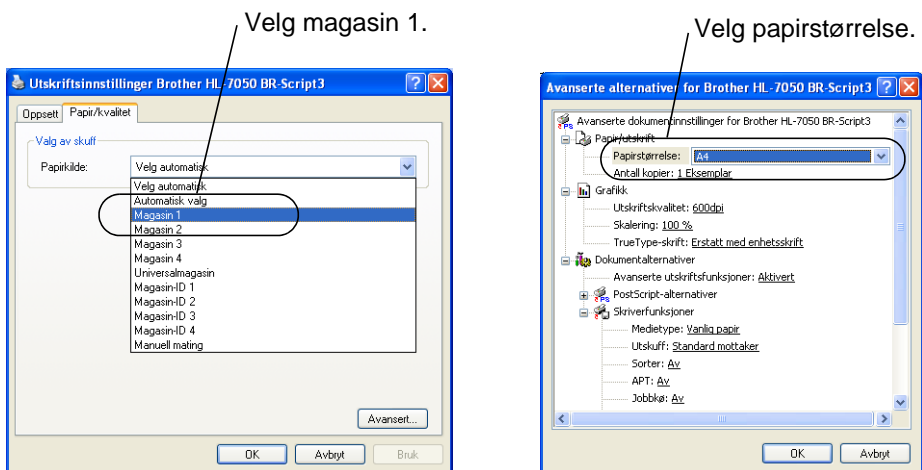 Velg magasin 1.
Utskriftsinnstillinger Brother HL-7050 BR-Script3
Oppsett Papir/kvalitet
Valg av skuff
Papirkilde: Velg automatisk
Velg automatisk
Automatisk valg
Magasin 1
Magasin 2
Magasin 3
Magasin 4
Universalmagasin
Magasin-ID 1
Magasin-ID 2
Magasin-ID 3
Magasin-ID 4
Manuell mating
Avansert...
OK Avbryt Bruk
Velg papirstørrelse.
Avanserte alternativer for Brother HL-7050 BR-Script3
Avanserte dokumentinnstillinger for Brother HL-7050 BR-Script3
Papir/utskrift
Papirstørrelse: A4
Antall kopier: 1 Eksemplar
Grafikk
Utskriftskvalitet: 600dpi
Skalering: 100 %
TrueType-skrift: Erstatt med enhetsskrift
Dokumentalternativer
Avanserte utskriftsfunksjoner: Aktivert
PostScript-alternativer
Skriverfunksjoner
Medietype: Vanlig papir
Utskuff: Standard mottaker
Sorter: Av
APT: Av
Jobbkø: Av
OK Avbryt